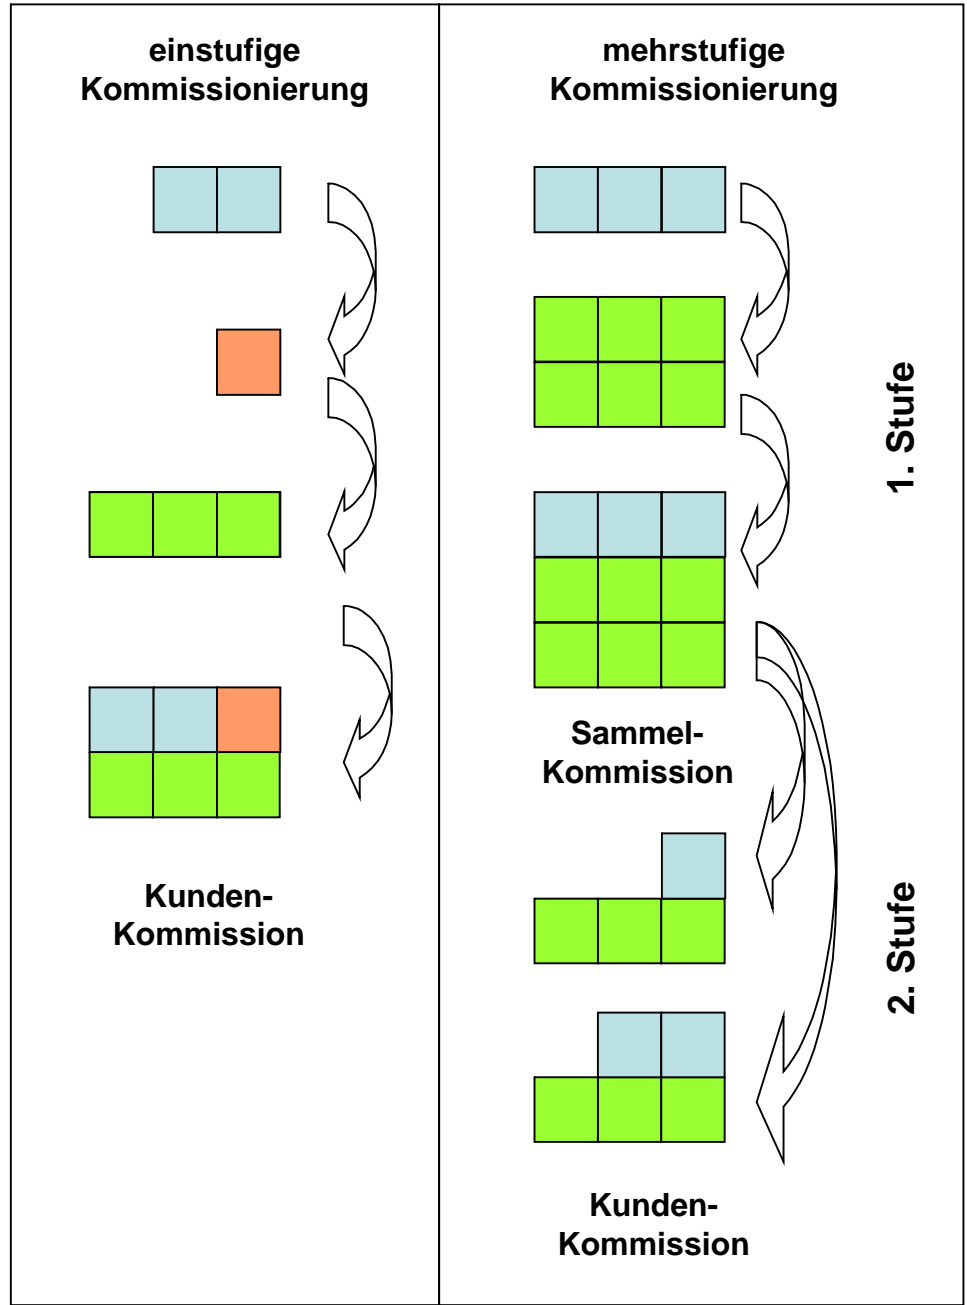 einstufige
Kommissionierung
Kunden-
Kommission
mehrstufige
Kommissionierung
1. Stufe
Sammel-
Kommission
2. Stufe
Kunden-
Kommission